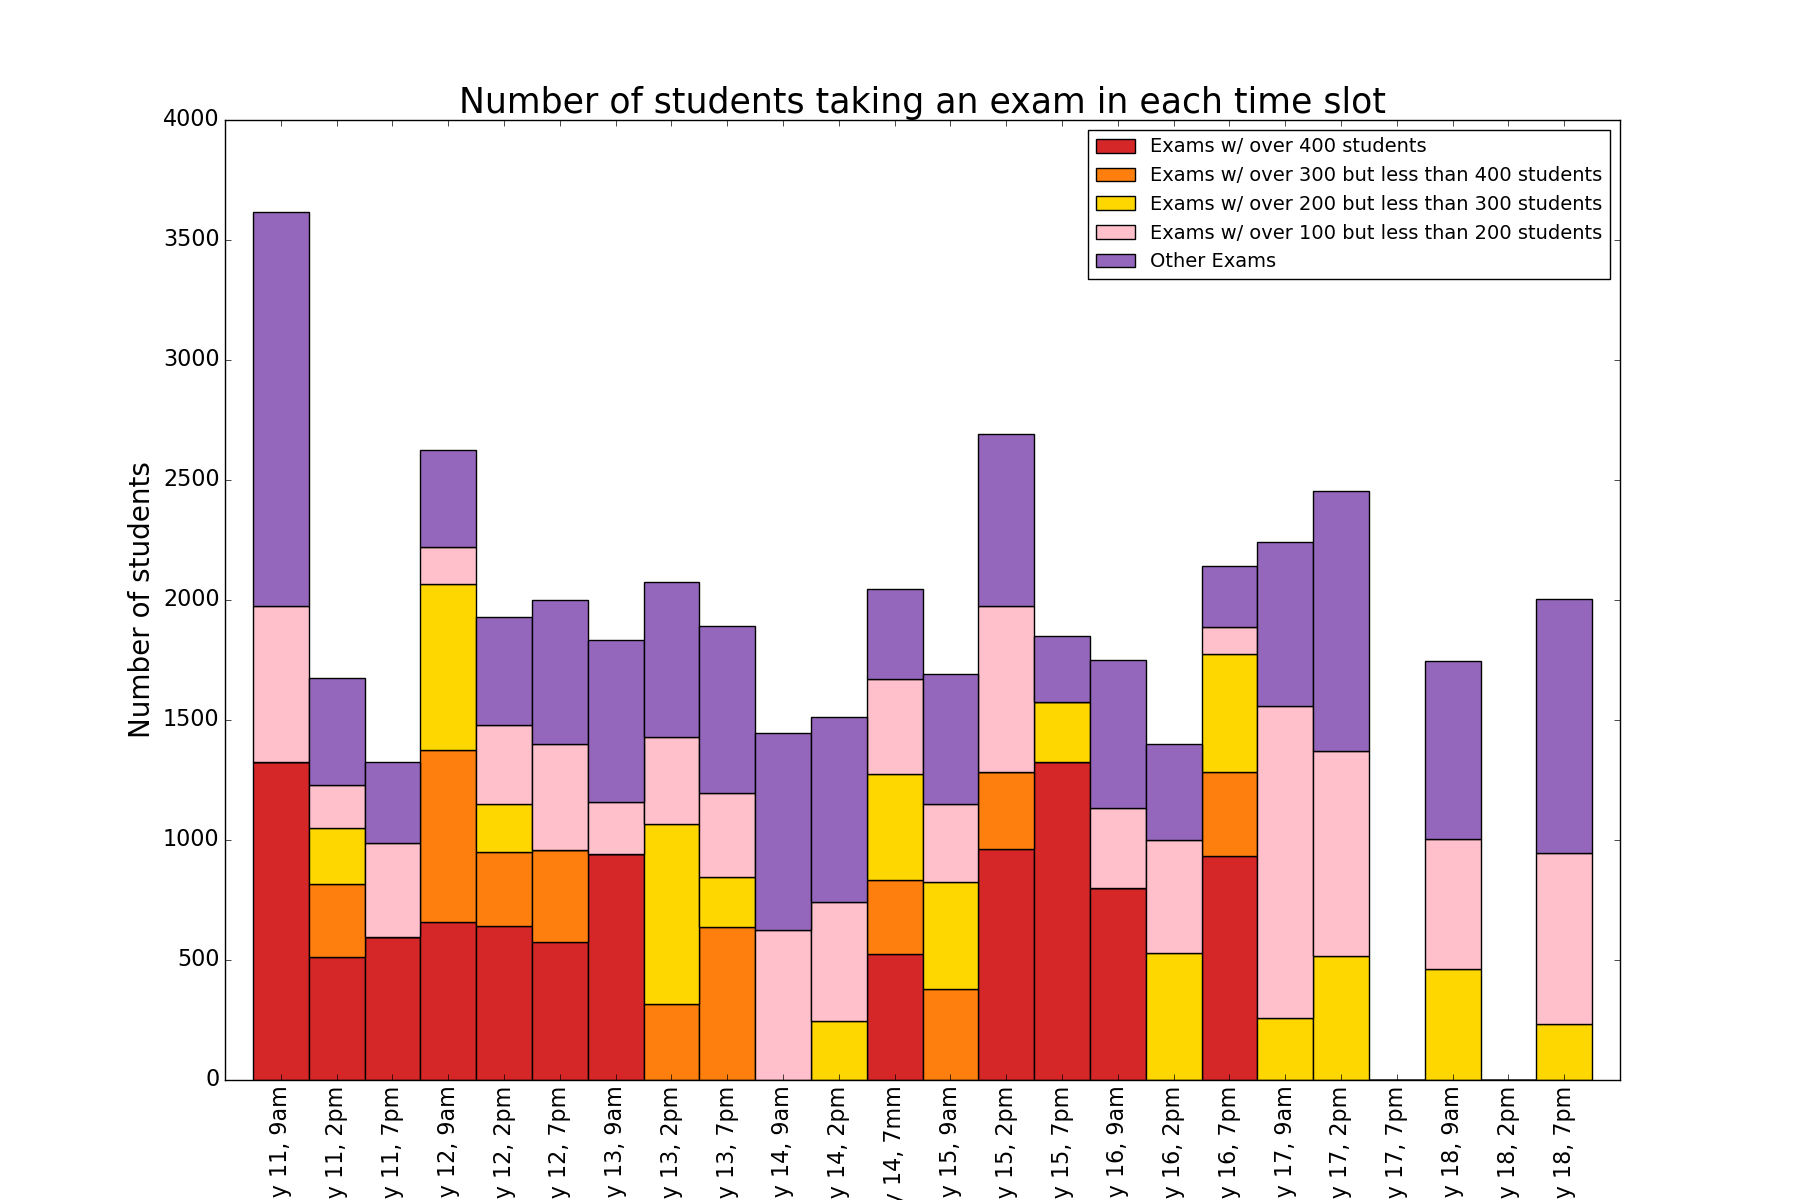 Number of students taking an exam in each time slot
Number of students
4000
3500
3000
2500
2000
1500
1000
500
0
Exams w/ over 400 students
Exams w/ over 300 but less than 400 students
Exams w/ over 200 but less than 300 students
Exams w/ over 100 but less than 200 students
Other Exams
y 11, 9am
y 11, 2pm
y 11, 7pm
y 12, 9am
y 12, 2pm
y 12, 7pm
y 13, 9am
y 13, 2pm
y 13, 7pm
y 14, 9am
y 14, 2pm
y 14, 7mm
y 15, 9am
y 15, 2pm
y 15, 7pm
y 16, 9am
y 16, 2pm
y 16, 7pm
y 17, 9am
y 17, 2pm
y 17, 7pm
y 18, 9am
y 18, 2pm
y 18, 7pm